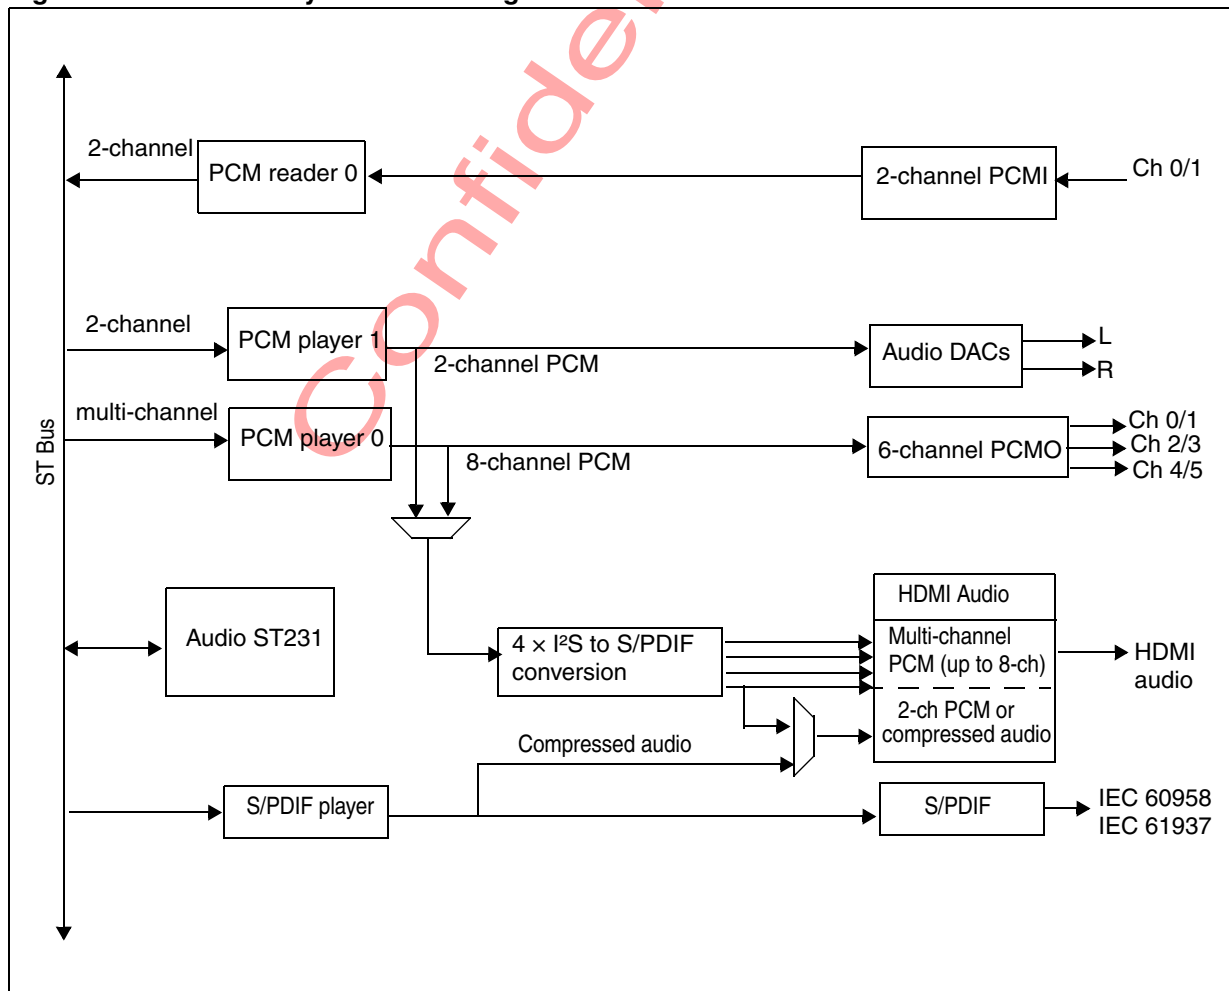 2-channel
PCM reader 0
2-channel PCMI
Ch 0/1
2-channel
PCM player 1
2-channel PCM
Audio DACs
L
R
multi-channel
PCM player 0
8-channel PCM
6-channel PCMO
Ch 0/1
Ch 2/3
Ch 4/5
ST Bus
Audio ST231
4 × I²S to S/PDIF
conversion
HDMI Audio
Multi-channel
PCM (up to 8-ch)
2-ch PCM or
compressed audio
HDMI
audio
Compressed audio
S/PDIF player
S/PDIF
IEC 60958
IEC 61937